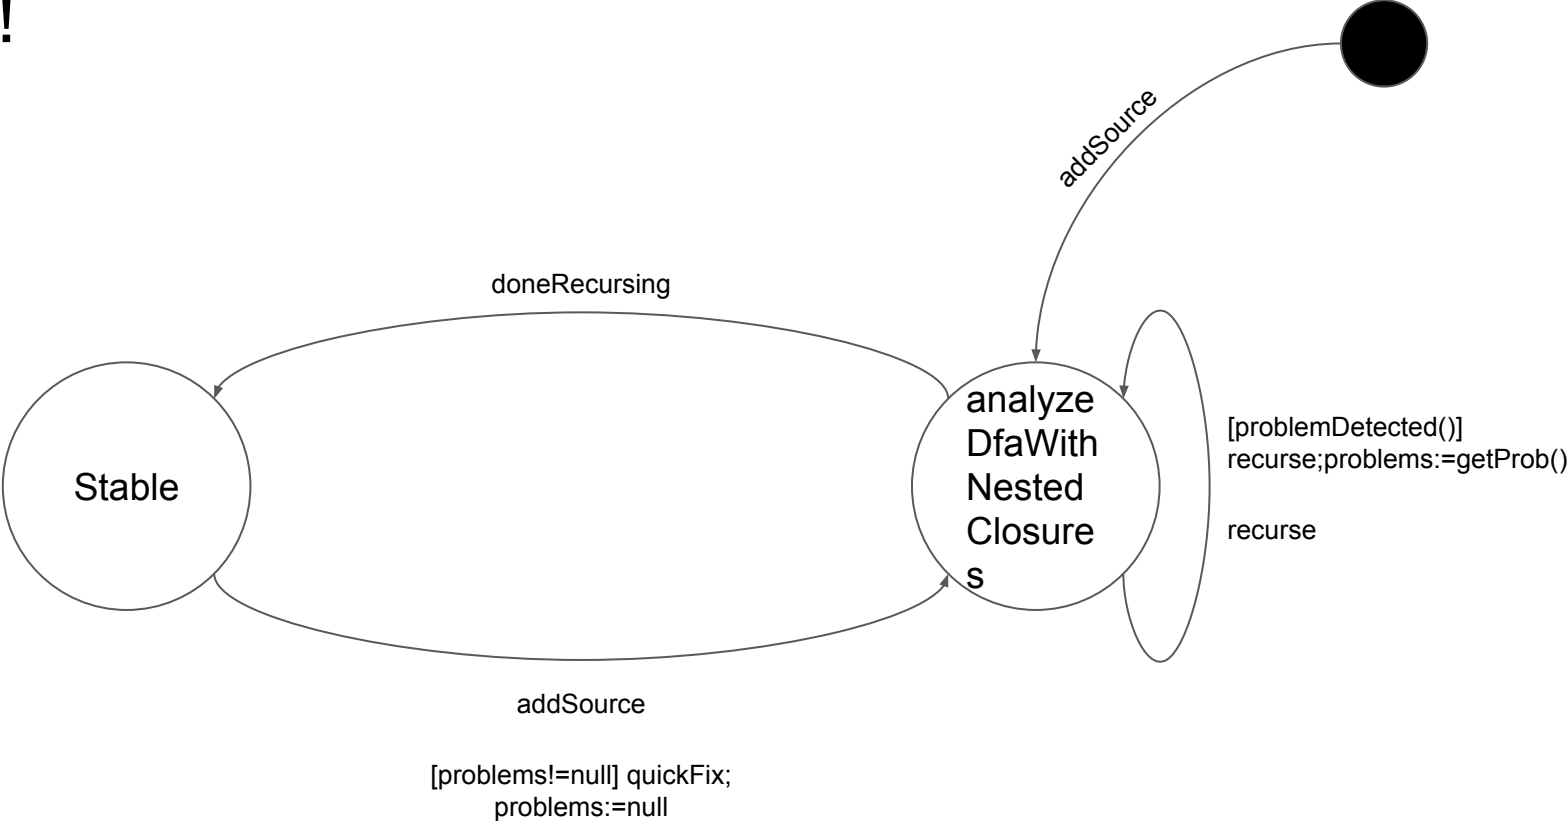 !
addSource
doneRecursing
analyze
DfaWith
Nested
Closure
s
[problemDetected()]
recurse;problems:=getProb()
recurse
Stable
addSource
[problems!=null] quickFix;
problems:=null